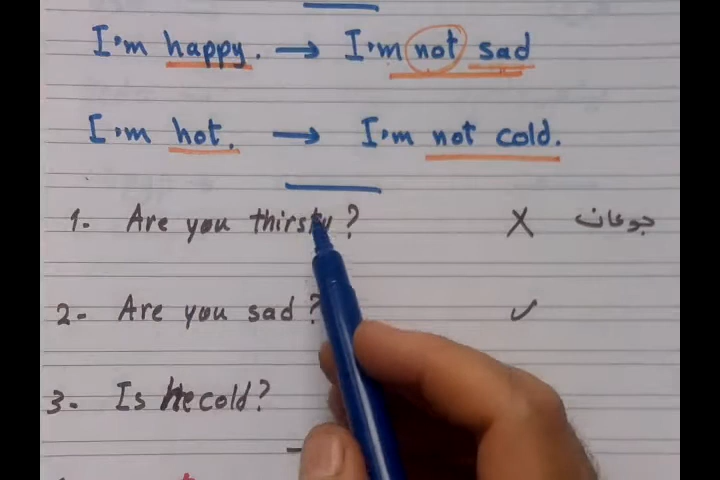 I'm happy. → I'm not sad
I'm hot. → I'm not cold.
1. Are you thirsty? X جوعان
2- Are you sad? ✓
3. Is He cold?